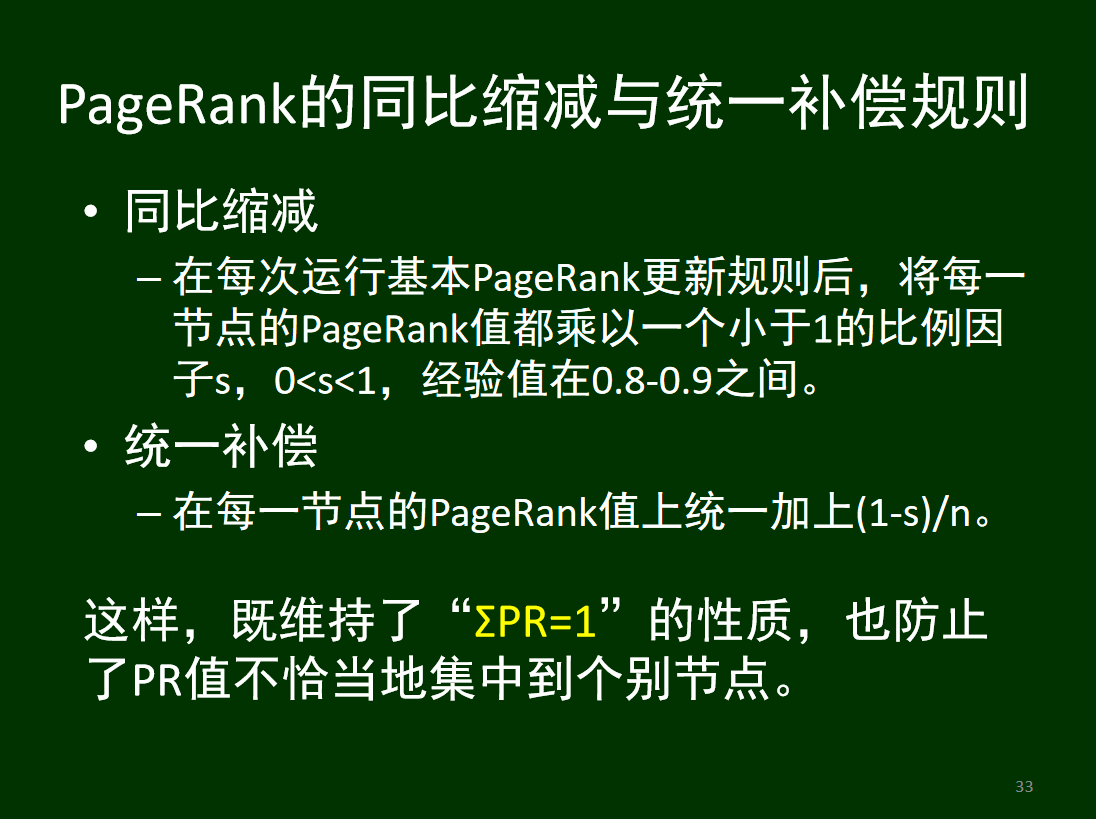 PageRank的同比缩减与统一补偿规则
• 同比缩减
– 在每次运行基本PageRank更新规则后，将每一
节点的PageRank值都乘以一个小于1的比例因
子s，0<s<1，经验值在0.8-0.9之间。
• 统一补偿
– 在每一节点的PageRank值上统一加上(1-s)/n。
这样，既维持了“ΣPR=1”的性质，也防止
了PR值不恰当地集中到个别节点。
33